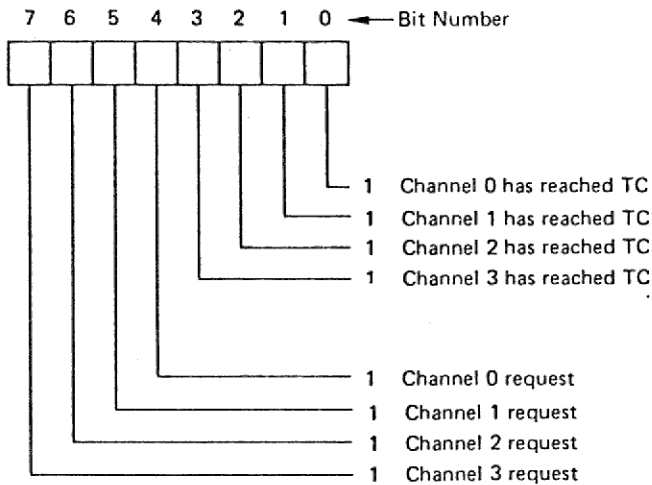 7 6 5 4 3 2 1 0 Bit Number
1 Channel 0 has reached TC
1 Channel 1 has reached TC
1 Channel 2 has reached TC
1 Channel 3 has reached TC
1 Channel 0 request
1 Channel 1 request
1 Channel 2 request
1 Channel 3 request